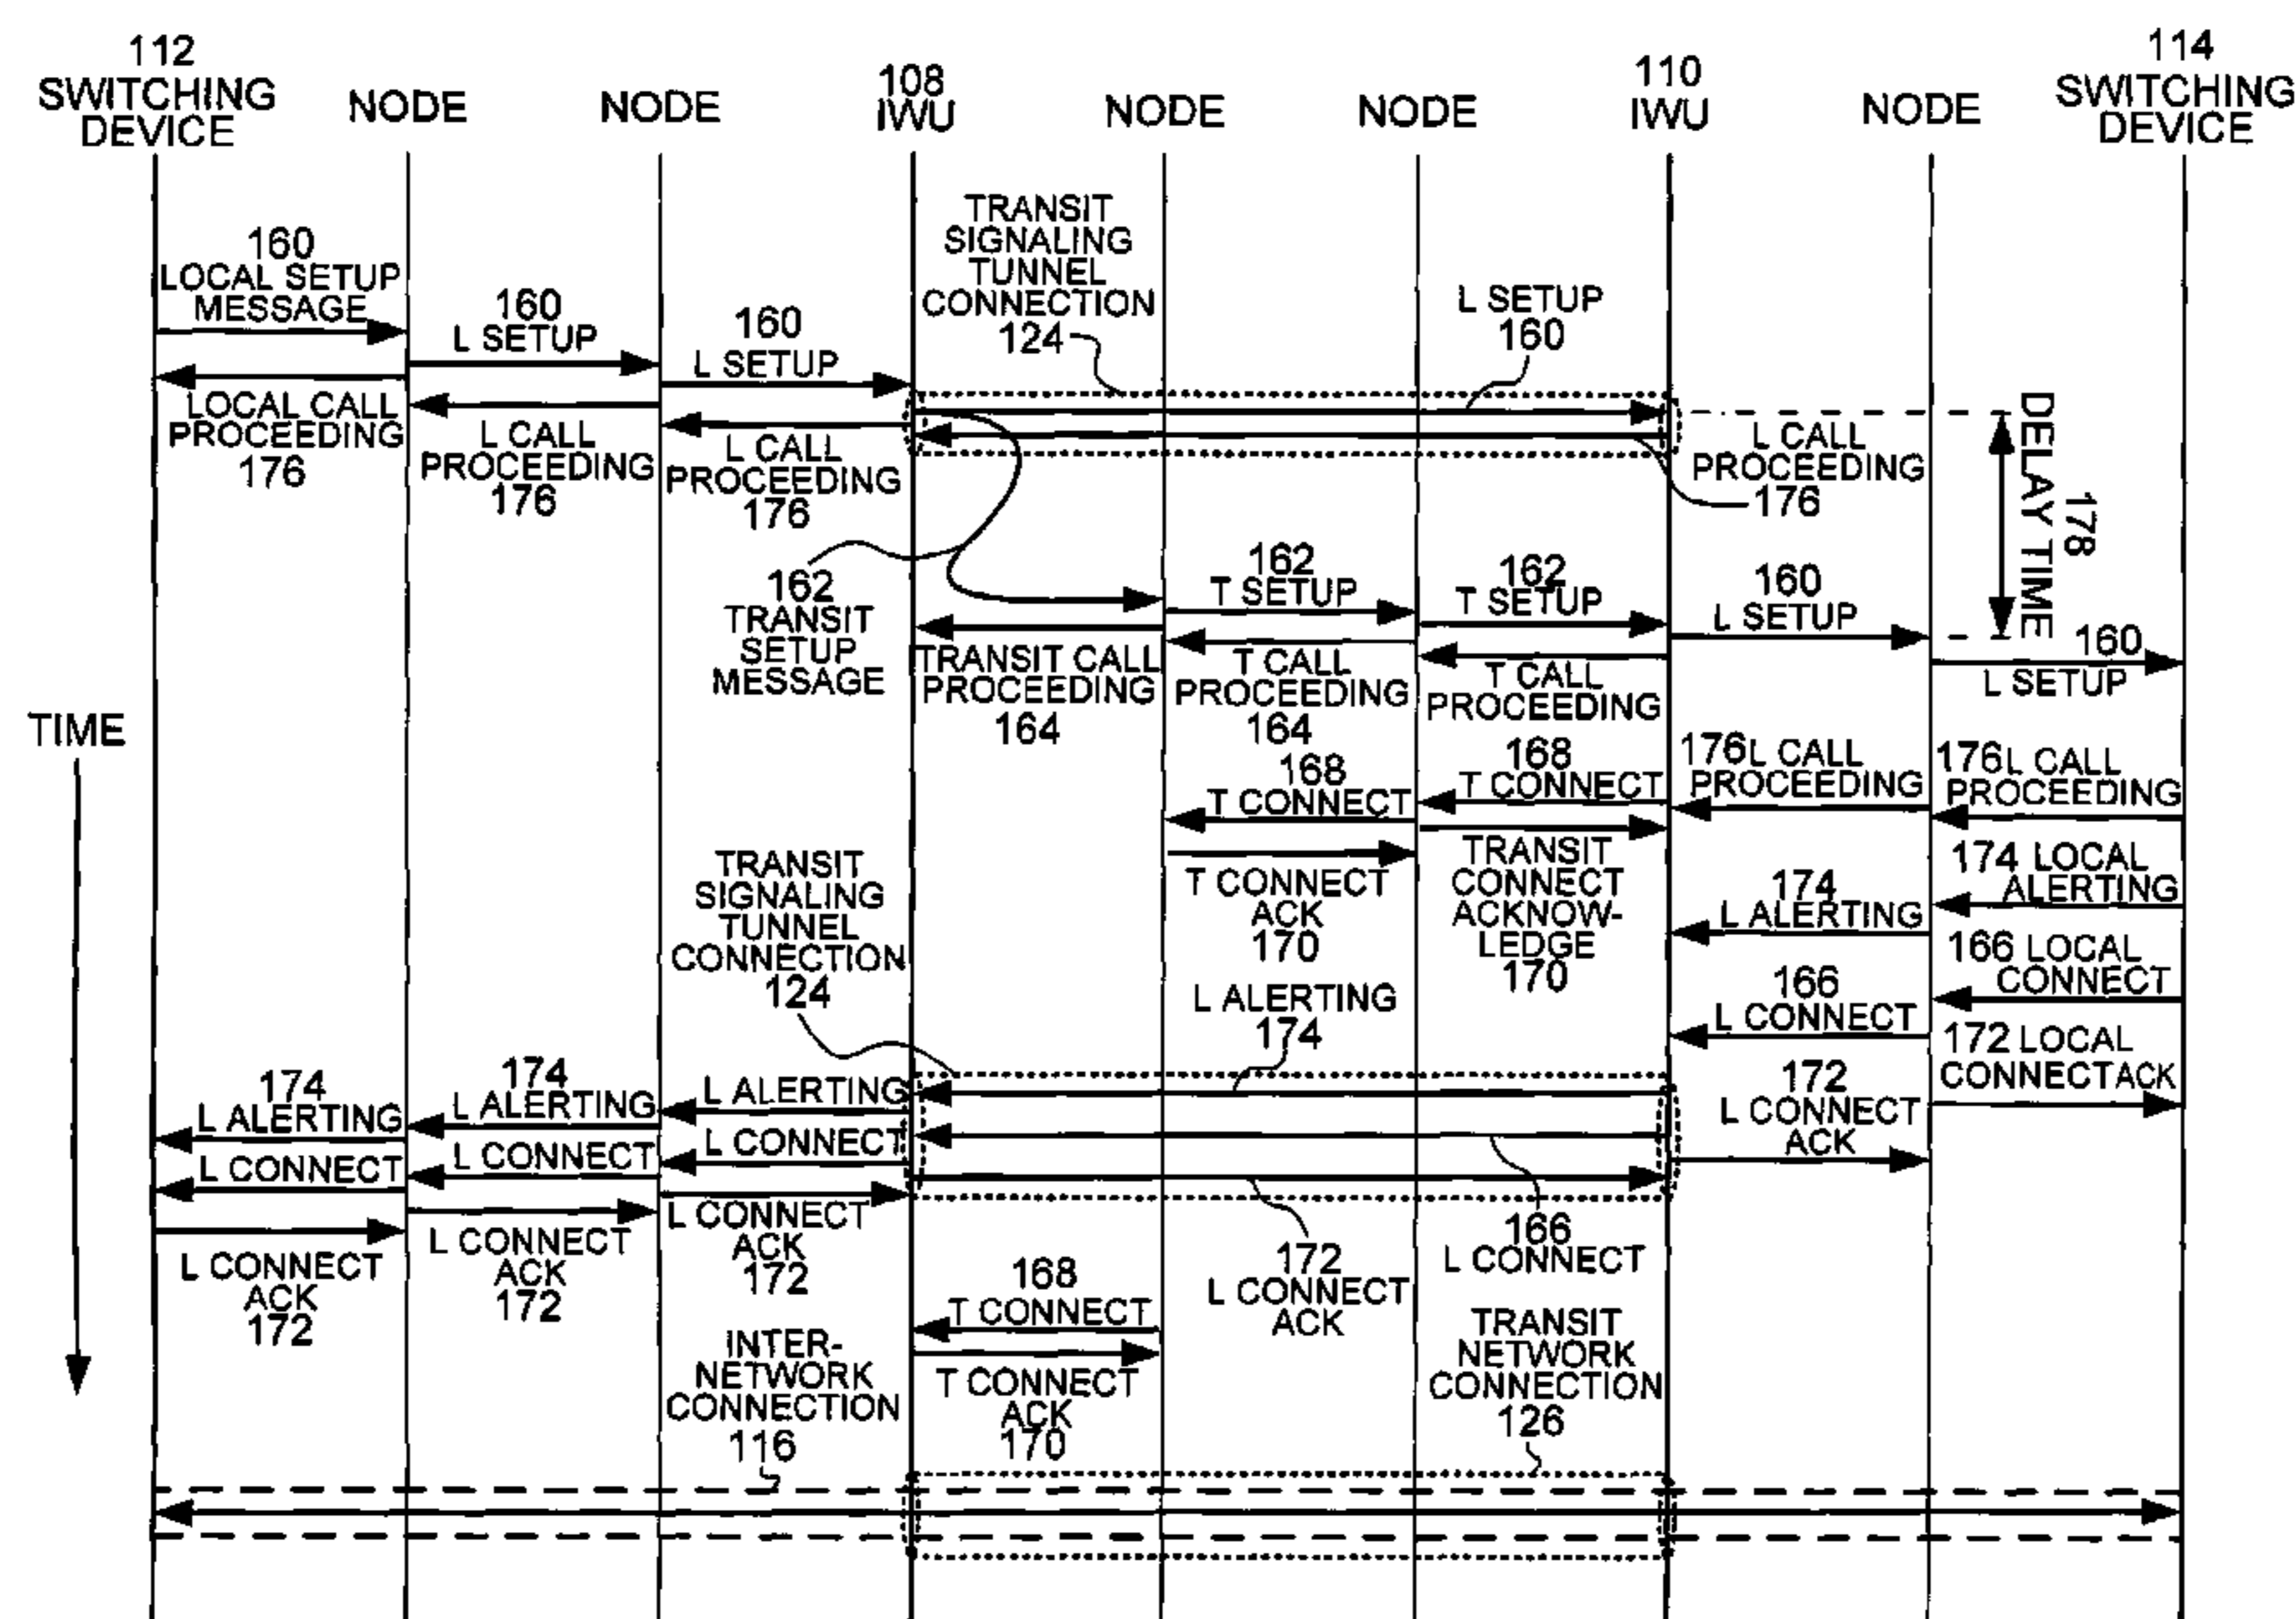 112
SWITCHING
DEVICE
NODE
NODE
108
IWU
NODE
NODE
110
IWU
NODE
114
SWITCHING
DEVICE
160
LOCAL SETUP
MESSAGE
160
L SETUP
160
L SETUP
TRANSIT
SIGNALING
TUNNEL
CONNECTION
124
L SETUP
160
LOCAL CALL
PROCEEDING
176
L CALL
PROCEEDING
176
L CALL
PROCEEDING
176
L CALL
PROCEEDING
176
DELAY TIME
178
162
TRANSIT
SETUP
MESSAGE
162
T SETUP
162
T SETUP
160
L SETUP
160
L SETUP
TRANSIT CALL
PROCEEDING
164
T CALL
PROCEEDING
164
T CALL
PROCEEDING
TIME
168
T CONNECT
168
T CONNECT
176L CALL
PROCEEDING
176L CALL
PROCEEDING
T CONNECT
ACK
170
TRANSIT
CONNECT
ACKNOW-
LEDGE
170
174 LOCAL
ALERTING
174
L ALERTING
166 LOCAL
CONNECT
166
L CONNECT
172 LOCAL
CONNECTACK
172
L CONNECT
ACK
TRANSIT
SIGNALING
TUNNEL
CONNECTION
124
L ALERTING
174
174
L ALERTING
174
L ALERTING
L ALERTING
L CONNECT
L CONNECT
L CONNECT
L CONNECT
ACK
172
L CONNECT
ACK
172
L CONNECT
ACK
172
172
L CONNECT
ACK
166
L CONNECT
168
T CONNECT
T CONNECT
ACK
170
INTER-
NETWORK
CONNECTION
116
TRANSIT
NETWORK
CONNECTION
126